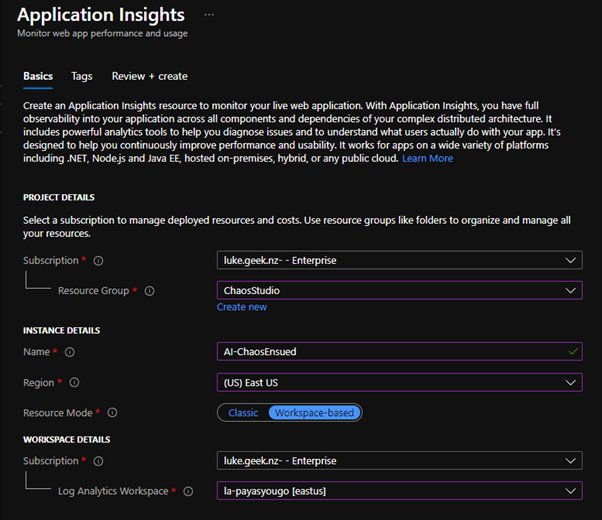 Application Insights ...
Monitor web app performance and usage
Basics Tags Review + create
Create an Application Insights resource to monitor your live web application. With Application Insights, you have full
observability into your application across all components and dependencies of your complex distributed architecture. It
includes powerful analytics tools to help you diagnose issues and to understand what users actually do with your app. It's
designed to help you continuously improve performance and usability. It works for apps on a wide variety of platforms
including .NET, Node.js and Java EE, hosted on-premises, hybrid, or any public cloud. Learn More
PROJECT DETAILS
Select a subscription to manage deployed resources and costs. Use resource groups like folders to organize and manage all
your resources.
Subscription * luke.geek.nz- - Enterprise
Resource Group * ChaosStudio
Create new
INSTANCE DETAILS
Name * AI-ChaosEnsued
Region * (US) East US
Resource Mode * Classic Workspace-based
WORKSPACE DETAILS
Subscription * luke.geek.nz- - Enterprise
Log Analytics Workspace * la-payasyougo [eastus]